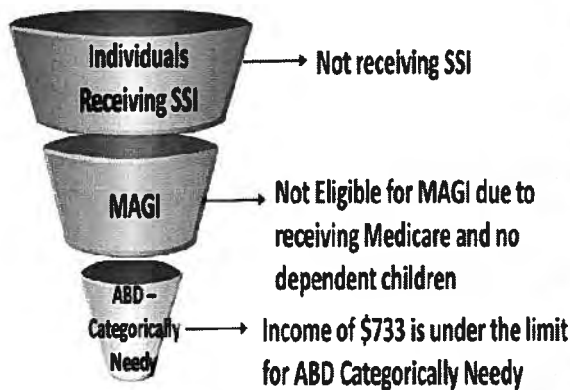 Individuals
Receiving SSI
Not receiving SSI
MAGI
Not Eligible for MAGI due to
receiving Medicare and no
dependent children
ABD –
Categorically
Needy
Income of $733 is under the limit
for ABD Categorically Needy